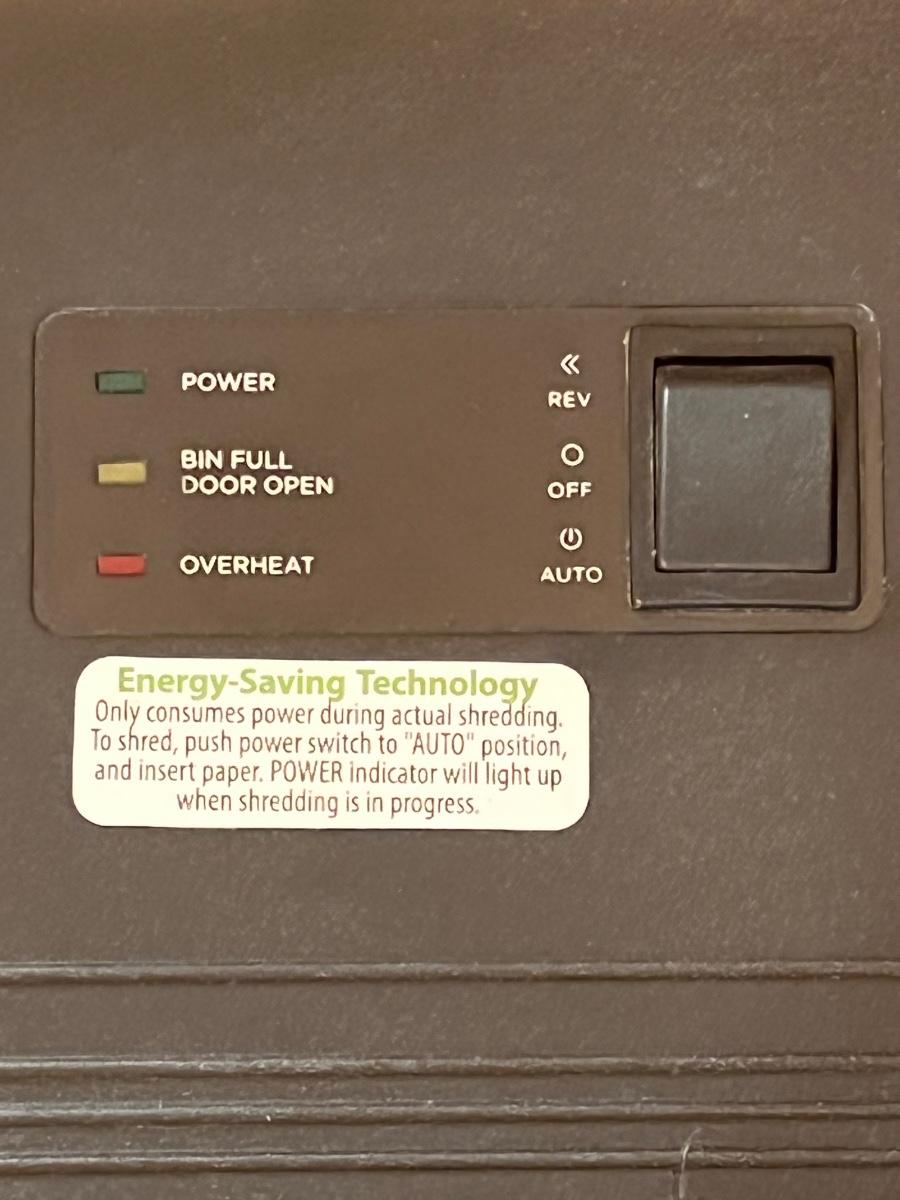 POWER
REV
BIN FULL
DOOR OPEN
OFF
OVERHEAT
AUTO
Energy-Saving Technology
Only consumes power during actual shredding.
To shred, push power switch to "AUTO" position,
and insert paper. POWER indicator will light up
when shredding is in progress.